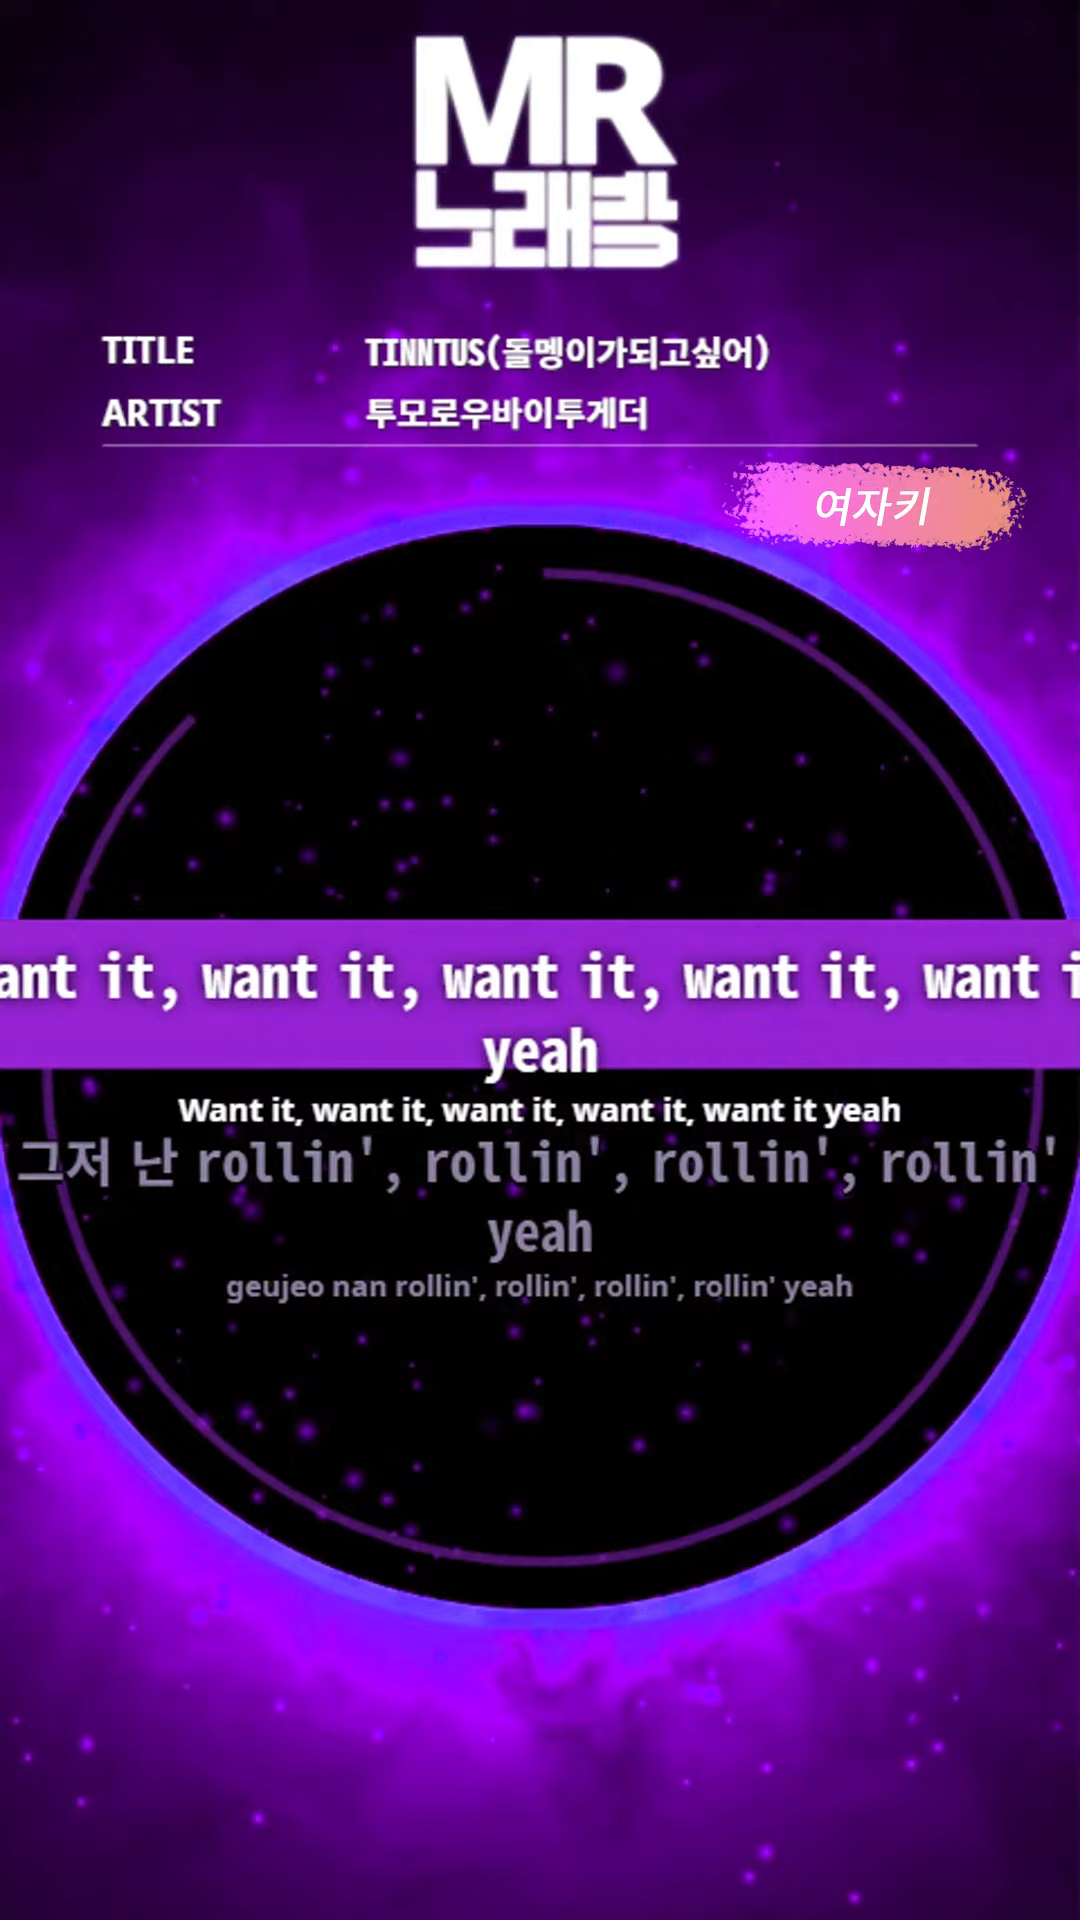 MR
노래방
TITLE TINNTUS(돌멩이가되고싶어)
ARTIST 투모로우바이투게더
여자키
ant it, want it, want it, want it, want i
yeah
Want it, want it, want it, want it, want it yeah
그저 난 rollin', rollin', rollin', rollin'
yeah
geujeo nan rollin', rollin', rollin', rollin' yeah